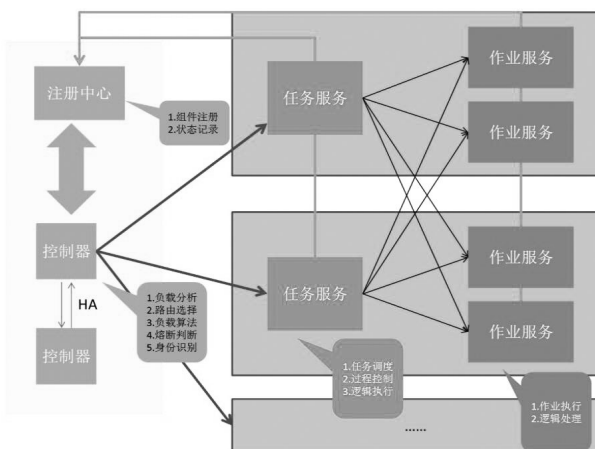 注册中心
1.组件注册
2.状态记录
任务服务
作业服务
作业服务
控制器
HA
控制器
1.负载分析
2.路由选择
3.负载算法
4.熔断判断
5.身份识别
任务服务
作业服务
作业服务
1.任务调度
2.过程控制
3.逻辑执行
1.作业执行
2.逻辑处理
......